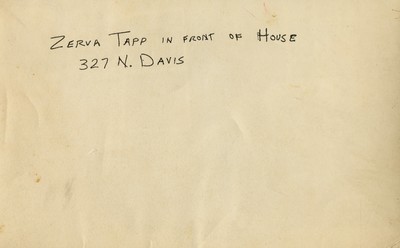 Zerva Tapp in front of House
327 N. Davis